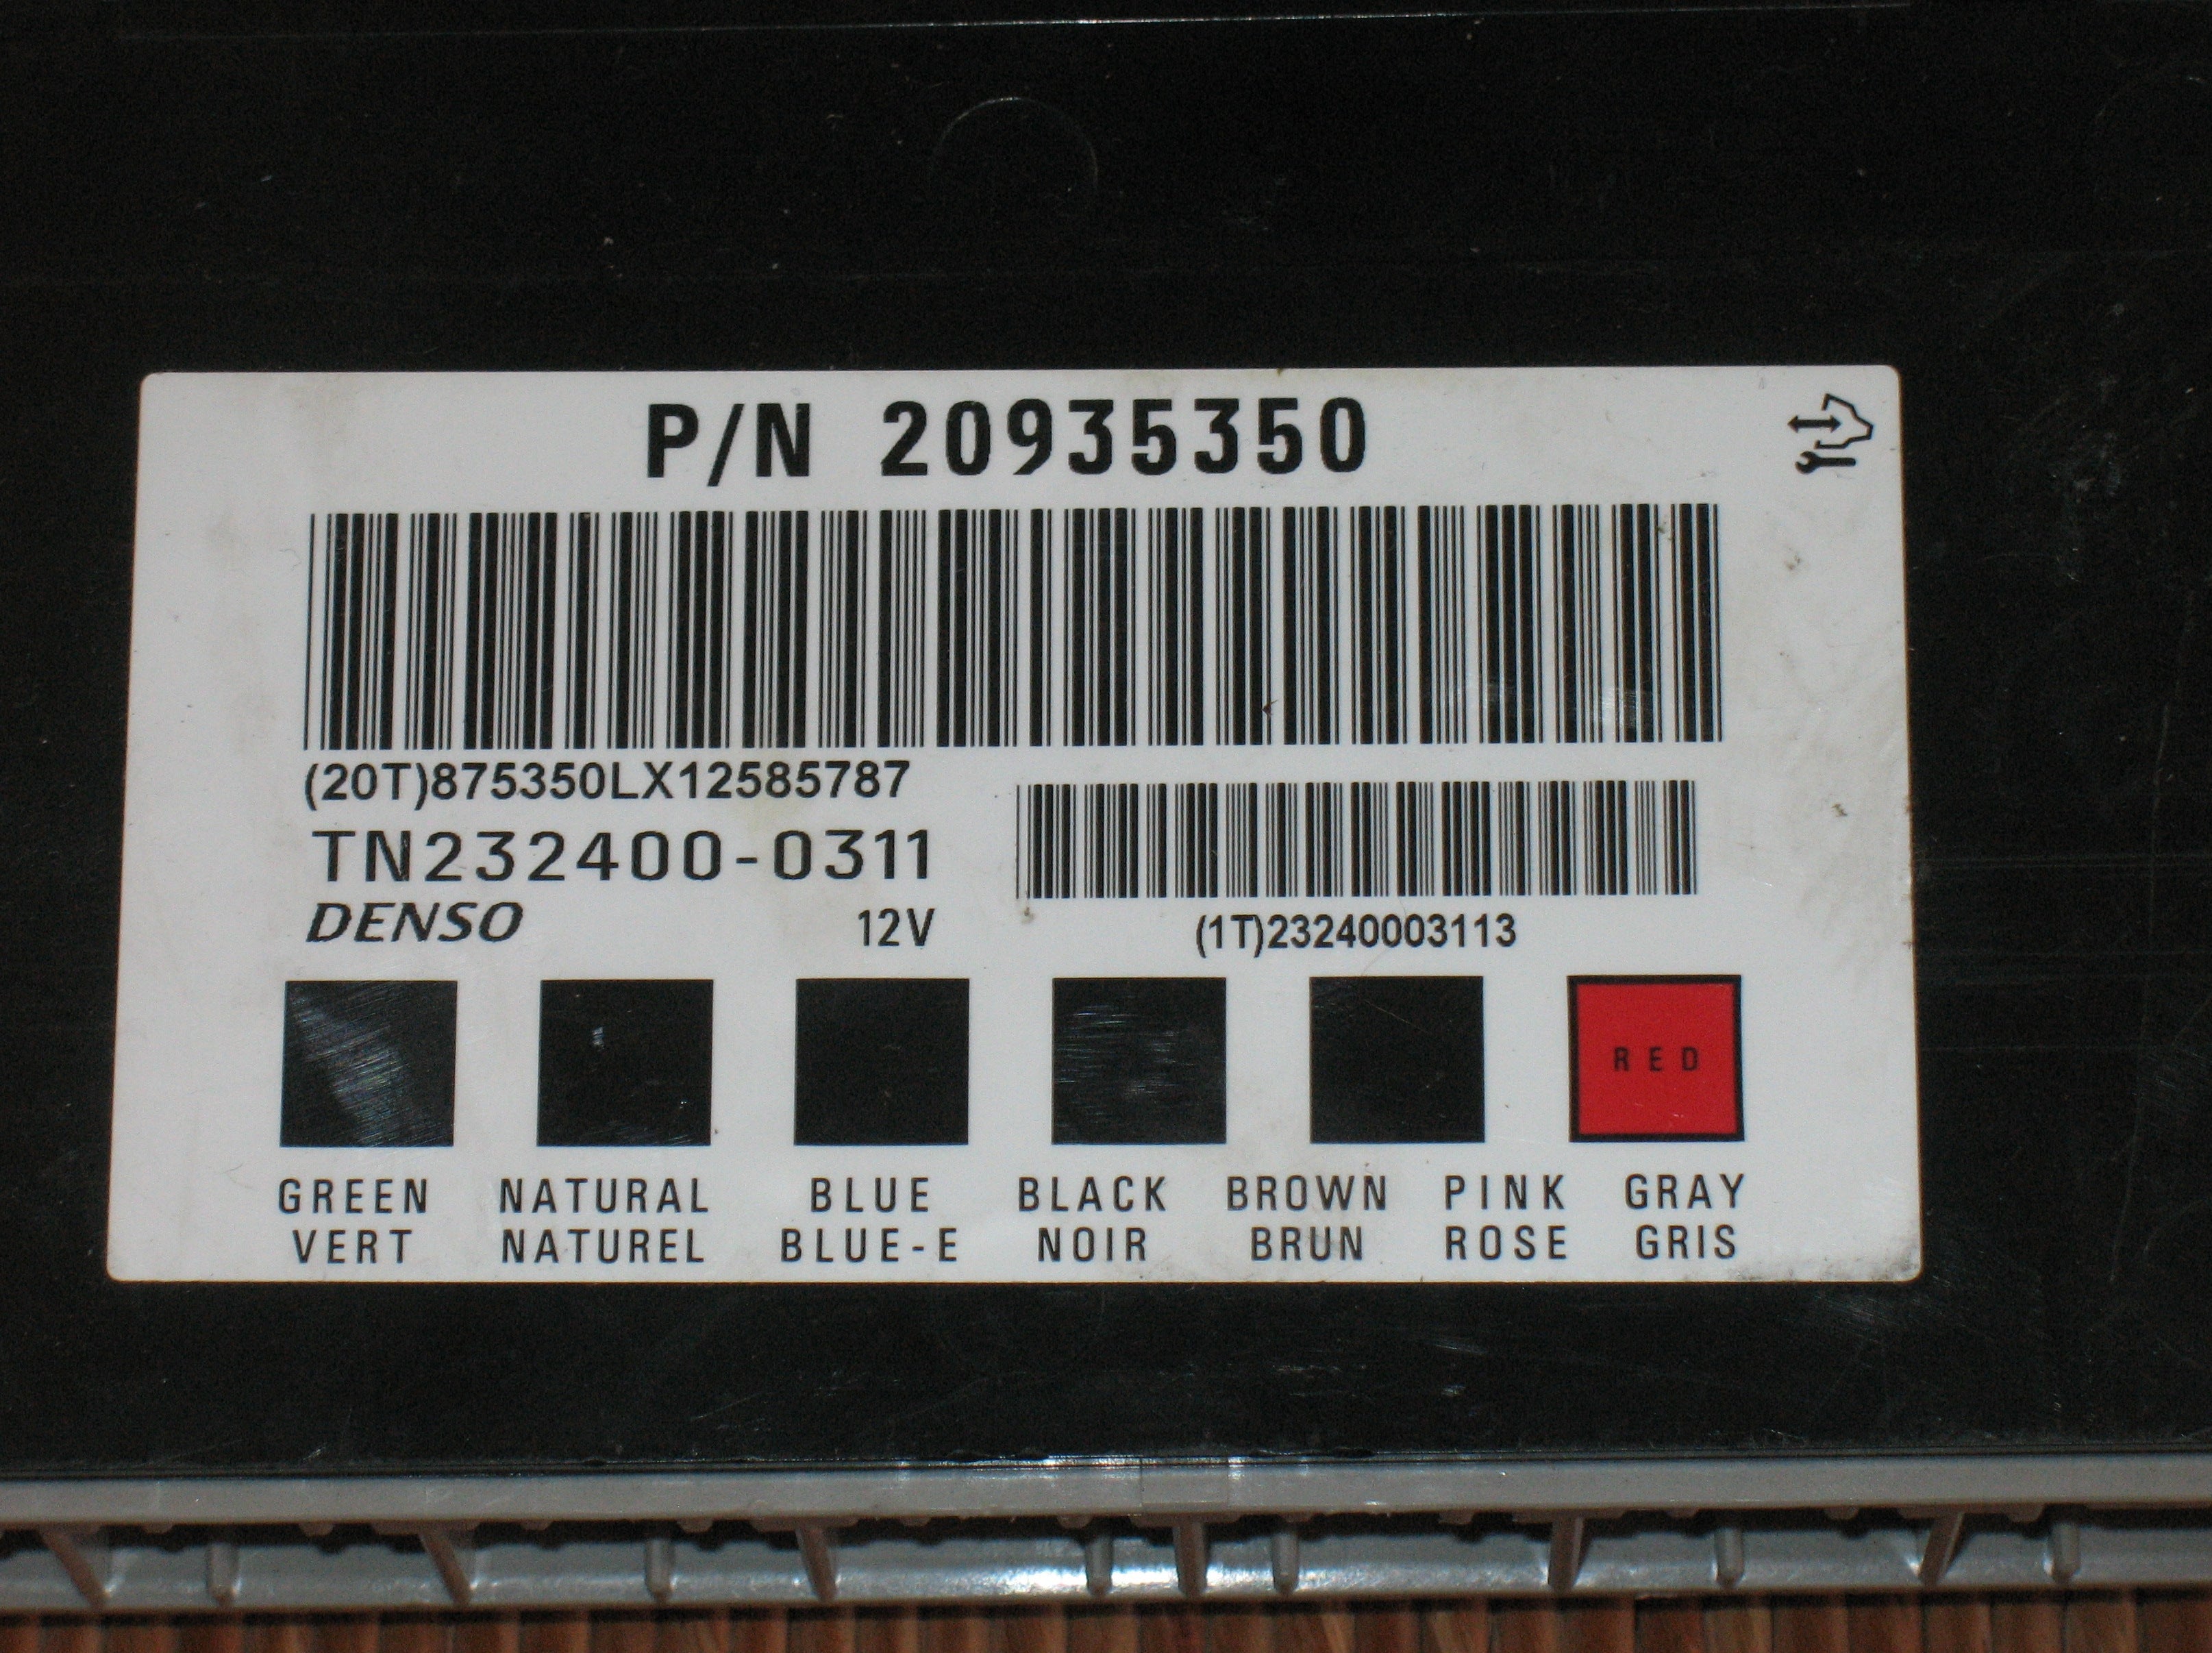 P/N 20935350
(20T)875350LX12585787
TN232400-0311
DENSO 12V
(1T)23240003113
RED
GREEN NATURAL BLUE BLACK BROWN PINK GRAY
VERT NATUREL BLUE-E NOIR BRUN ROSE GRIS